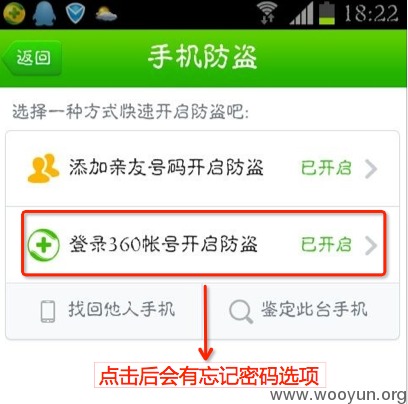 18:22
返回
手机防盗
选择一种方式快速开启防盗吧:
添加亲友号码开启防盗 已开启
登录360帐号开启防盗 已开启
找回他人手机 鉴定此台手机
点击后会有忘记密码选项
www.wooyun.org